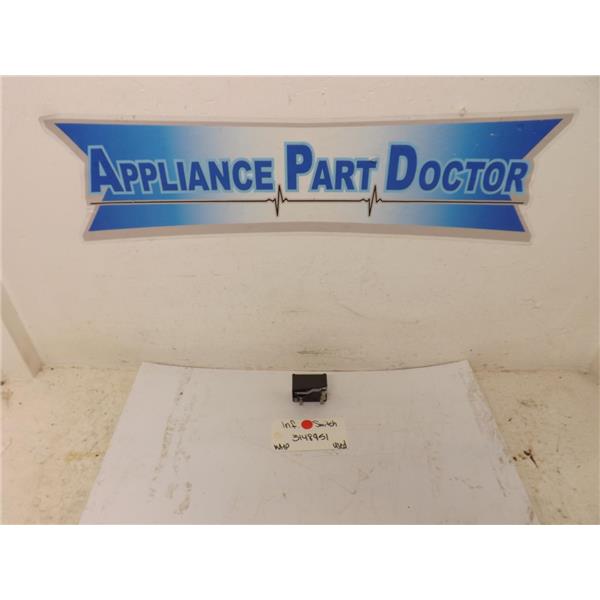 APPLIANCE PART DOCTOR
Inf Switch
3148951
WHP used